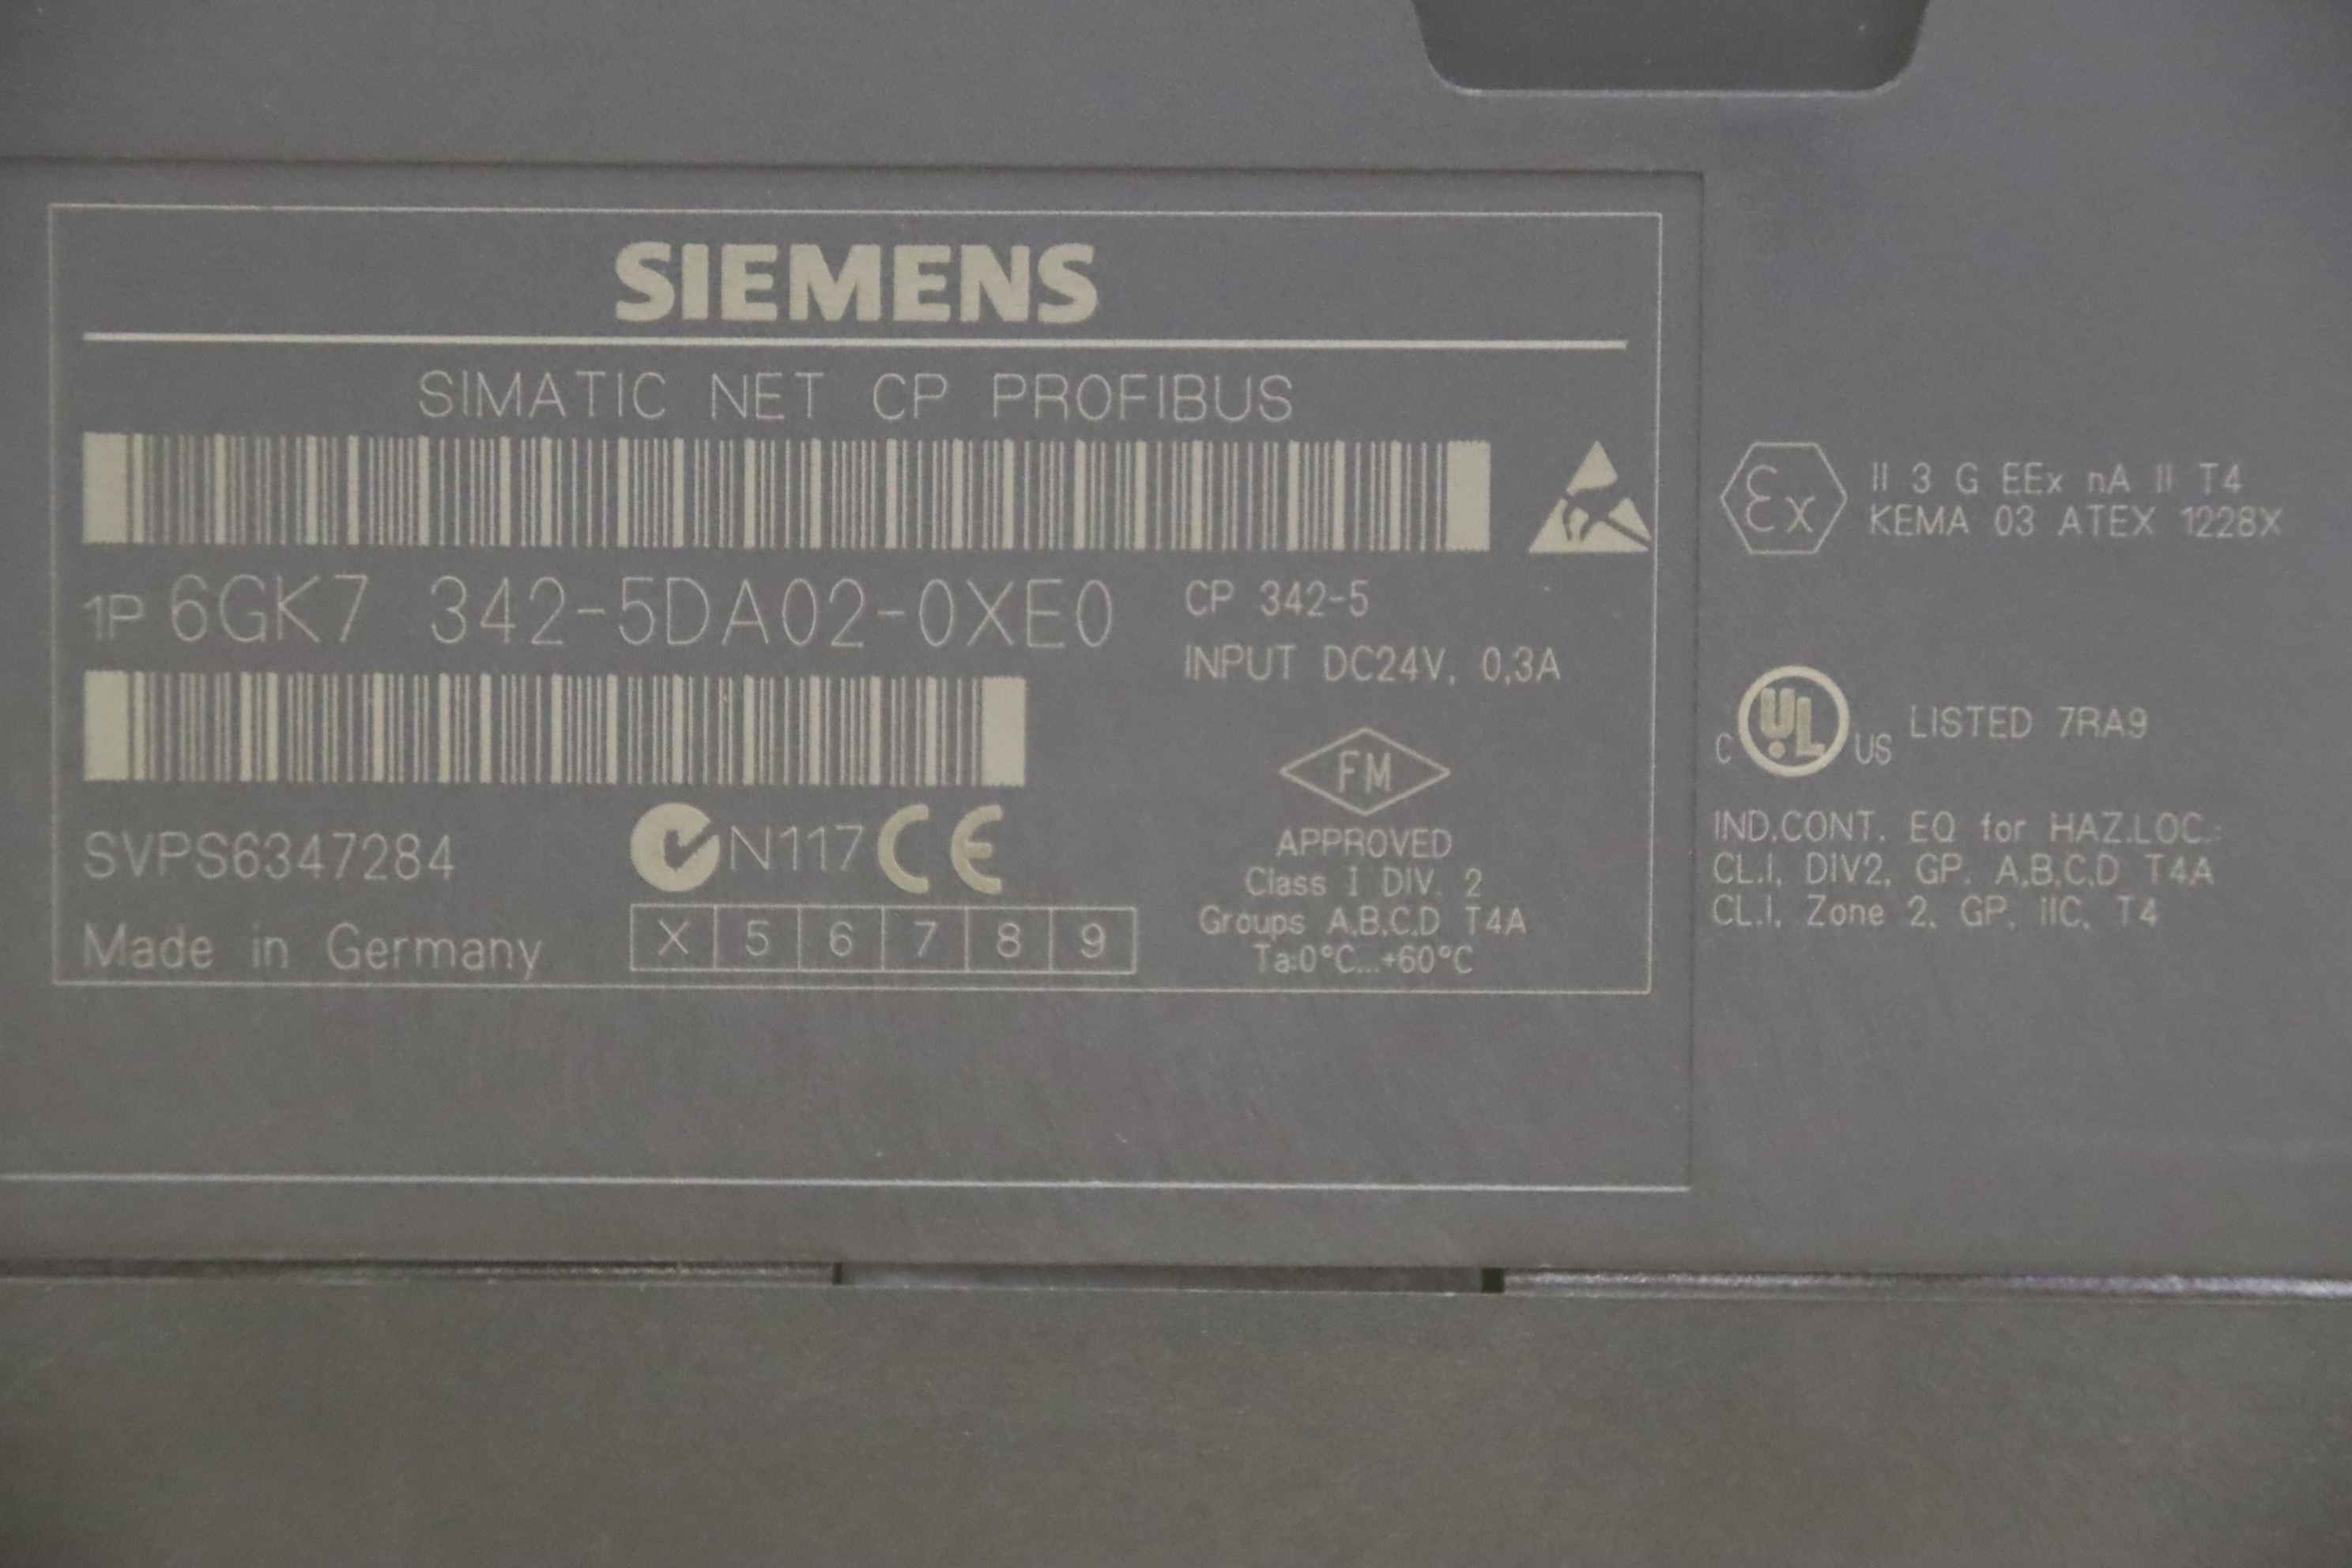 SIEMENS
SIMATIC NET CP PROFIBUS
1P 6GK7 342-5DA02-0XE0
CP 342-5
INPUT DC24V, 0,3A
SVPS6347284
N117 CE
Made in Germany
X 5 6 7 8 9
FM
APPROVED
Class I DIV. 2
Groups A,B,C,D T4A
Ta:0°C...+60°C
Ex
II 3 G EEx nA II T4
KEMA 03 ATEX 1228X
C UL US LISTED 7RA9
IND.CONT. EQ for HAZ.LOC.:
CL.I, DIV2, GP. A,B,C,D T4A
CL.I, Zone 2, GP. IIC, T4